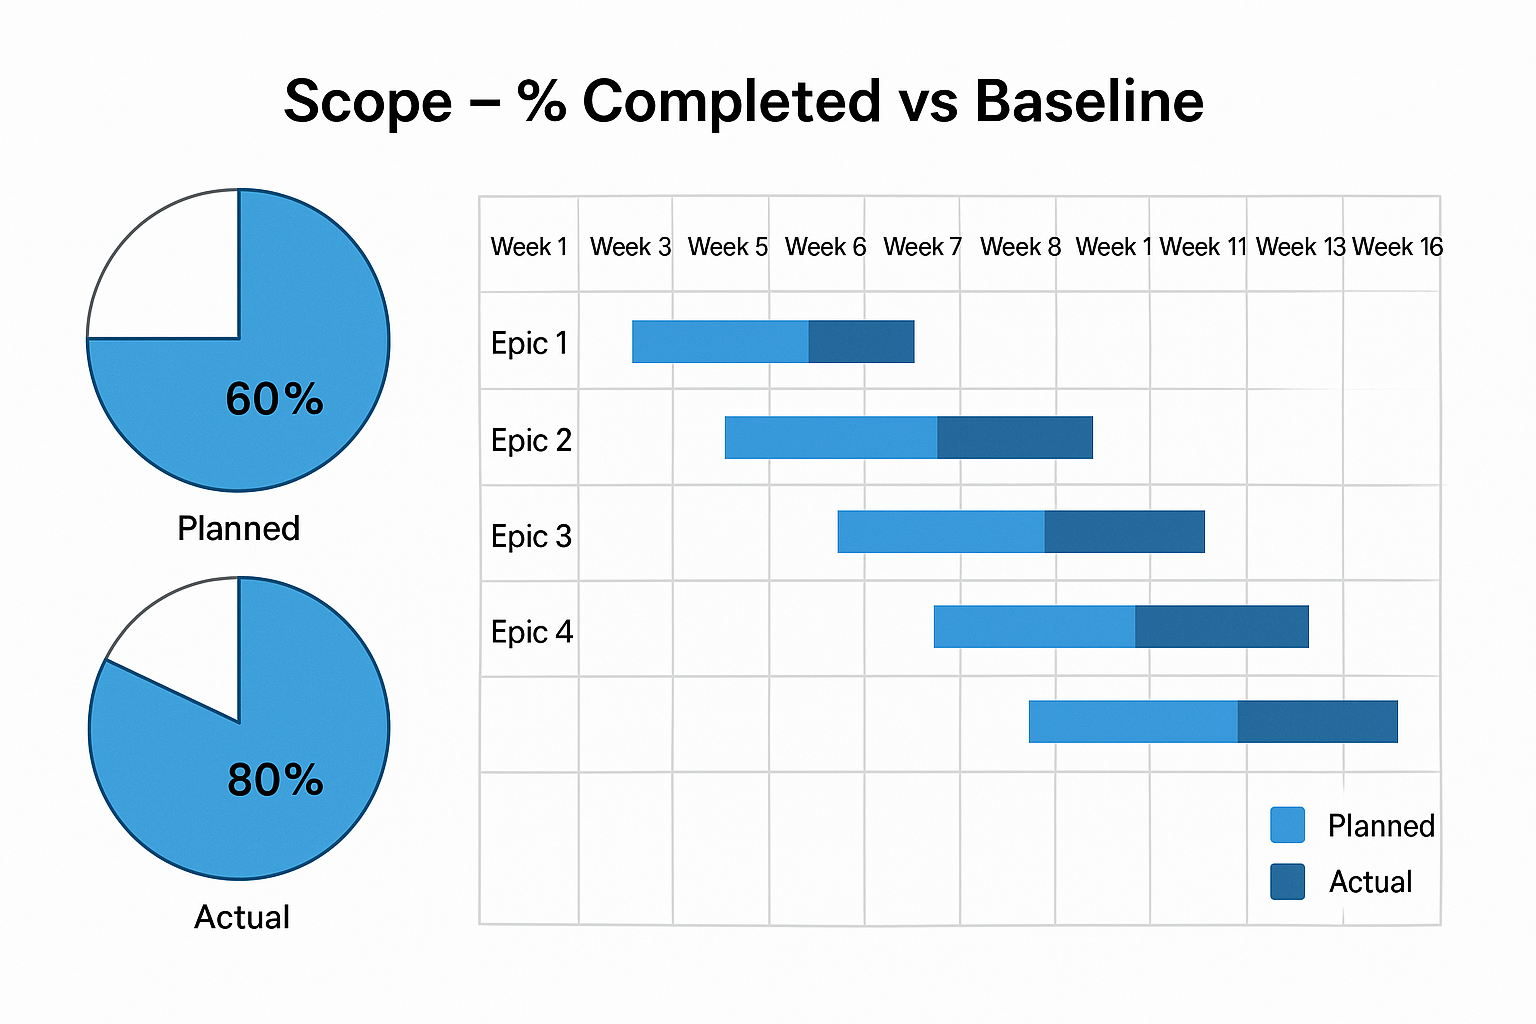 Scope – % Completed vs Baseline
60%
Planned
80%
Actual
Week 1 Week 3 Week 5 Week 6 Week 7 Week 8 Week 1 Week 11 Week 13 Week 16
Epic 1
Epic 2
Epic 3
Epic 4
Planned
Actual